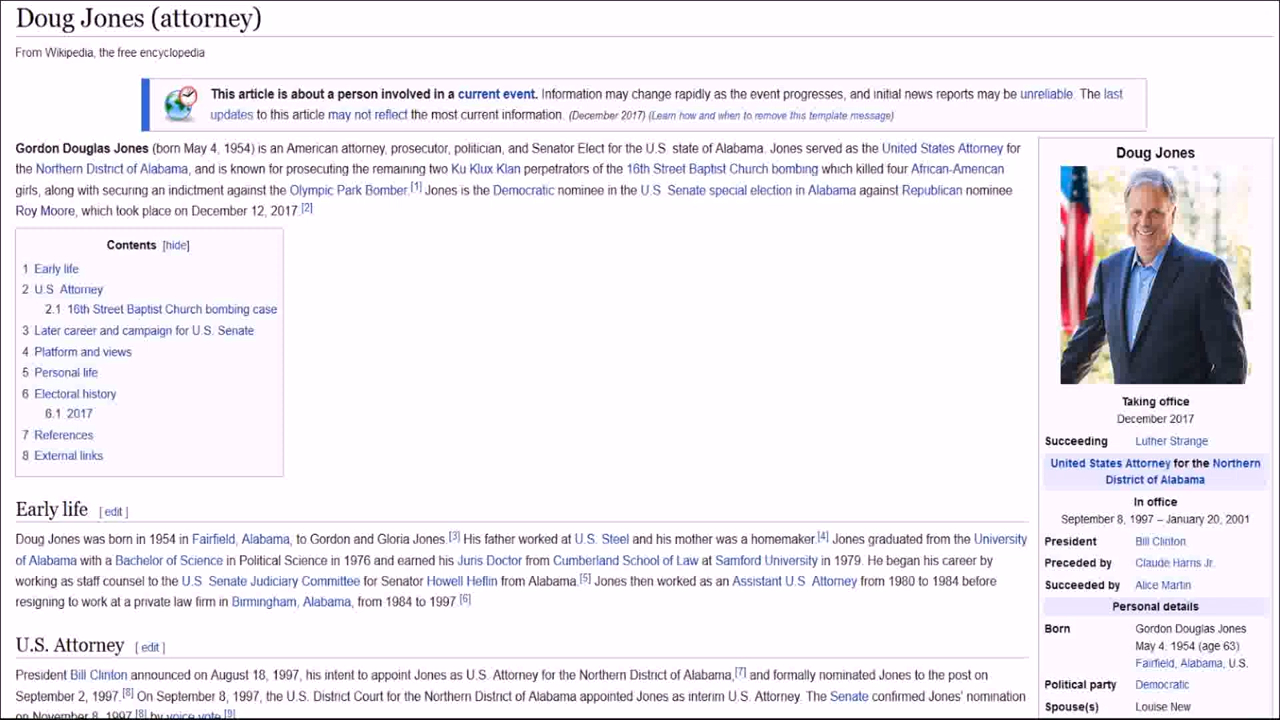 Doug Jones (attorney)
From Wikipedia, the free encyclopedia
This article is about a person involved in a current event. Information may change rapidly as the event progresses, and initial news reports may be unreliable. The last
updates to this article may not reflect the most current information. (December 2017) (Learn how and when to remove this template message)
Gordon Douglas Jones (born May 4, 1954) is an American attorney, prosecutor, politician, and Senator Elect for the U.S. state of Alabama. Jones served as the United States Attorney for
the Northern District of Alabama, and is known for prosecuting the remaining two Ku Klux Klan perpetrators of the 16th Street Baptist Church bombing which killed four African-American
girls, along with securing an indictment against the Olympic Park Bomber.[1] Jones is the Democratic nominee in the U.S Senate special election in Alabama against Republican nominee
Roy Moore, which took place on December 12, 2017.[2]
Contents [hide]
1 Early life
2 U.S Attorney
2.1 16th Street Baptist Church bombing case
3 Later career and campaign for U.S. Senate
4 Platform and views
5 Personal life
6 Electoral history
6.1 2017
7 References
8 External links
Early life [ edit ]
Doug Jones was born in 1954 in Fairfield, Alabama, to Gordon and Gloria Jones.[3] His father worked at U.S. Steel and his mother was a homemaker.[4] Jones graduated from the University
of Alabama with a Bachelor of Science in Political Science in 1976 and earned his Juris Doctor from Cumberland School of Law at Samford University in 1979. He began his career by
working as staff counsel to the U.S Senate Judiciary Committee for Senator Howell Heflin from Alabama.[5] Jones then worked as an Assistant U.S Attorney from 1980 to 1984 before
resigning to work at a private law firm in Birmingham, Alabama, from 1984 to 1997.[6]
U.S. Attorney [ edit ]
President Bill Clinton announced on August 18, 1997, his intent to appoint Jones as U.S. Attorney for the Northern District of Alabama,[7] and formally nominated Jones to the post on
September 2, 1997.[8] On September 8, 1997, the U.S. District Court for the Northern District of Alabama appointed Jones as interim U.S. Attorney. The Senate confirmed Jones' nomination
on November 8, 1997,[8] by voice vote.[9]
Doug Jones
Taking office
December 2017
Succeeding Luther Strange
United States Attorney for the Northern
District of Alabama
In office
September 8, 1997 – January 20, 2001
President Bill Clinton
Preceded by Claude Harris Jr.
Succeeded by Alice Martin
Personal details
Born Gordon Douglas Jones
May 4, 1954 (age 63)
Fairfield, Alabama, U.S.
Political party Democratic
Spouse(s) Louise New